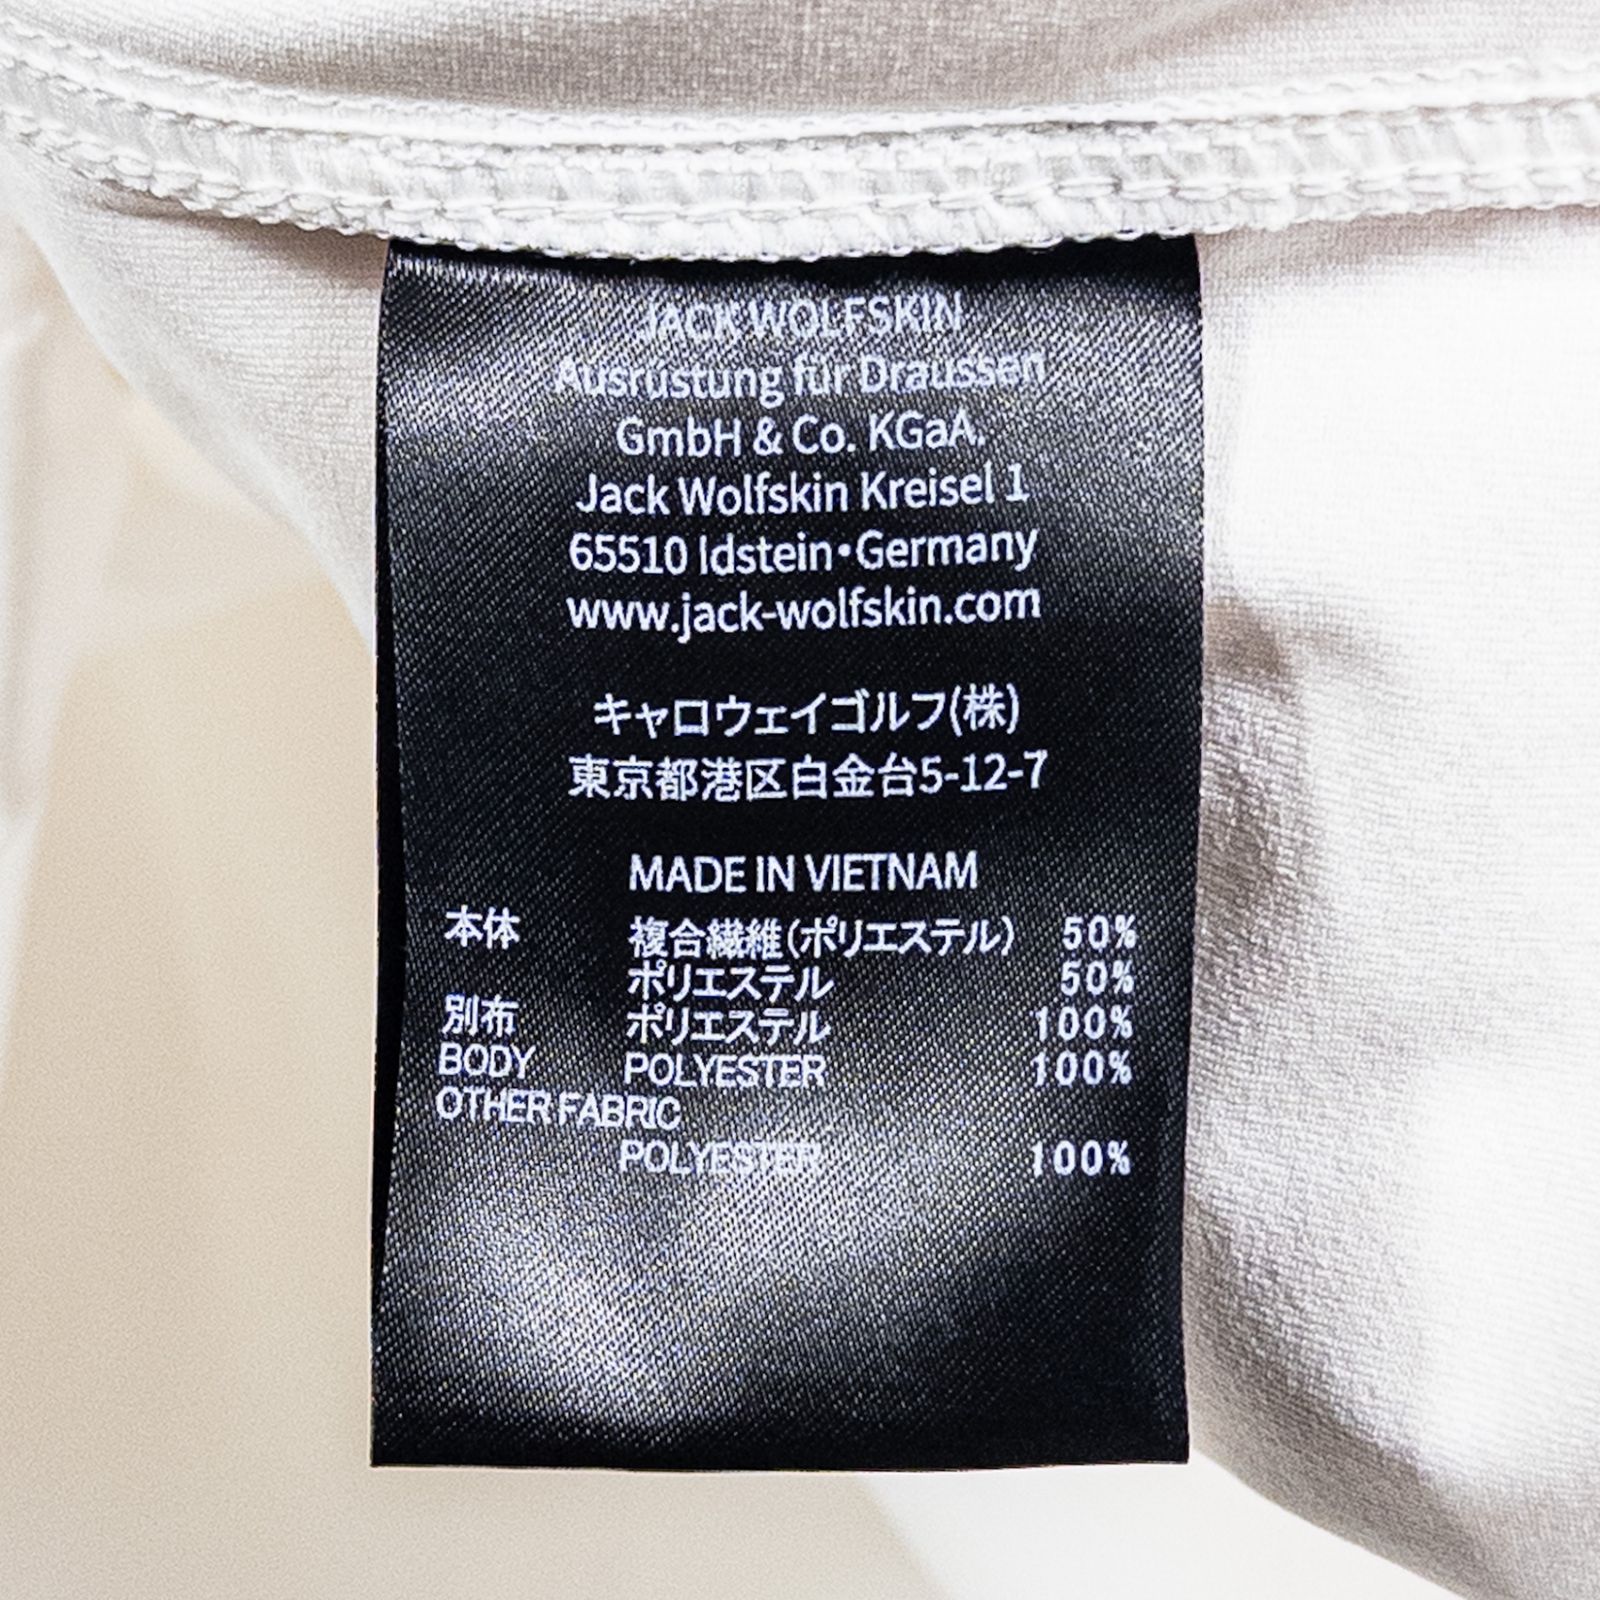 JACK WOLFSKIN
Ausrüstung für Draussen
GmbH & Co. KGaA.
Jack Wolfskin Kreisel 1
65510 Idstein•Germany
www.jack-wolfskin.com
キャロウェイゴルフ(株)
東京都港区白金台5-12-7
MADE IN VIETNAM
本体 複合繊維(ポリエステル) 50%
ポリエステル 50%
別布 ポリエステル 100%
BODY POLYESTER 100%
OTHER FABRIC
POLYESTER 100%